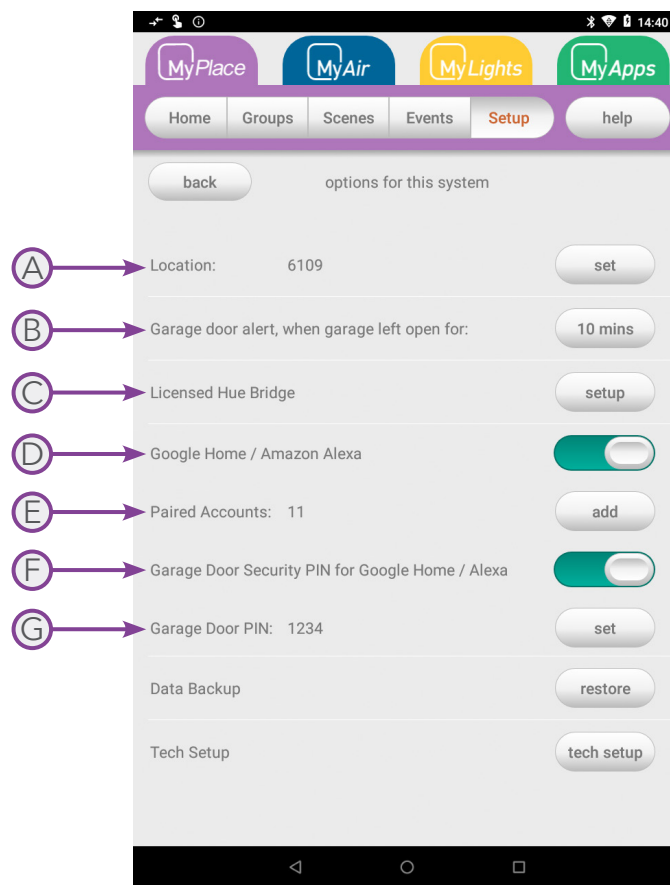 14:40
MyPlace MyAir MyLights MyApps
Home Groups Scenes Events Setup help
back options for this system
A Location: 6109 set
B Garage door alert, when garage left open for: 10 mins
C Licensed Hue Bridge setup
D Google Home / Amazon Alexa
E Paired Accounts: 11 add
F Garage Door Security PIN for Google Home / Alexa
G Garage Door PIN: 1234 set
Data Backup restore
Tech Setup tech setup